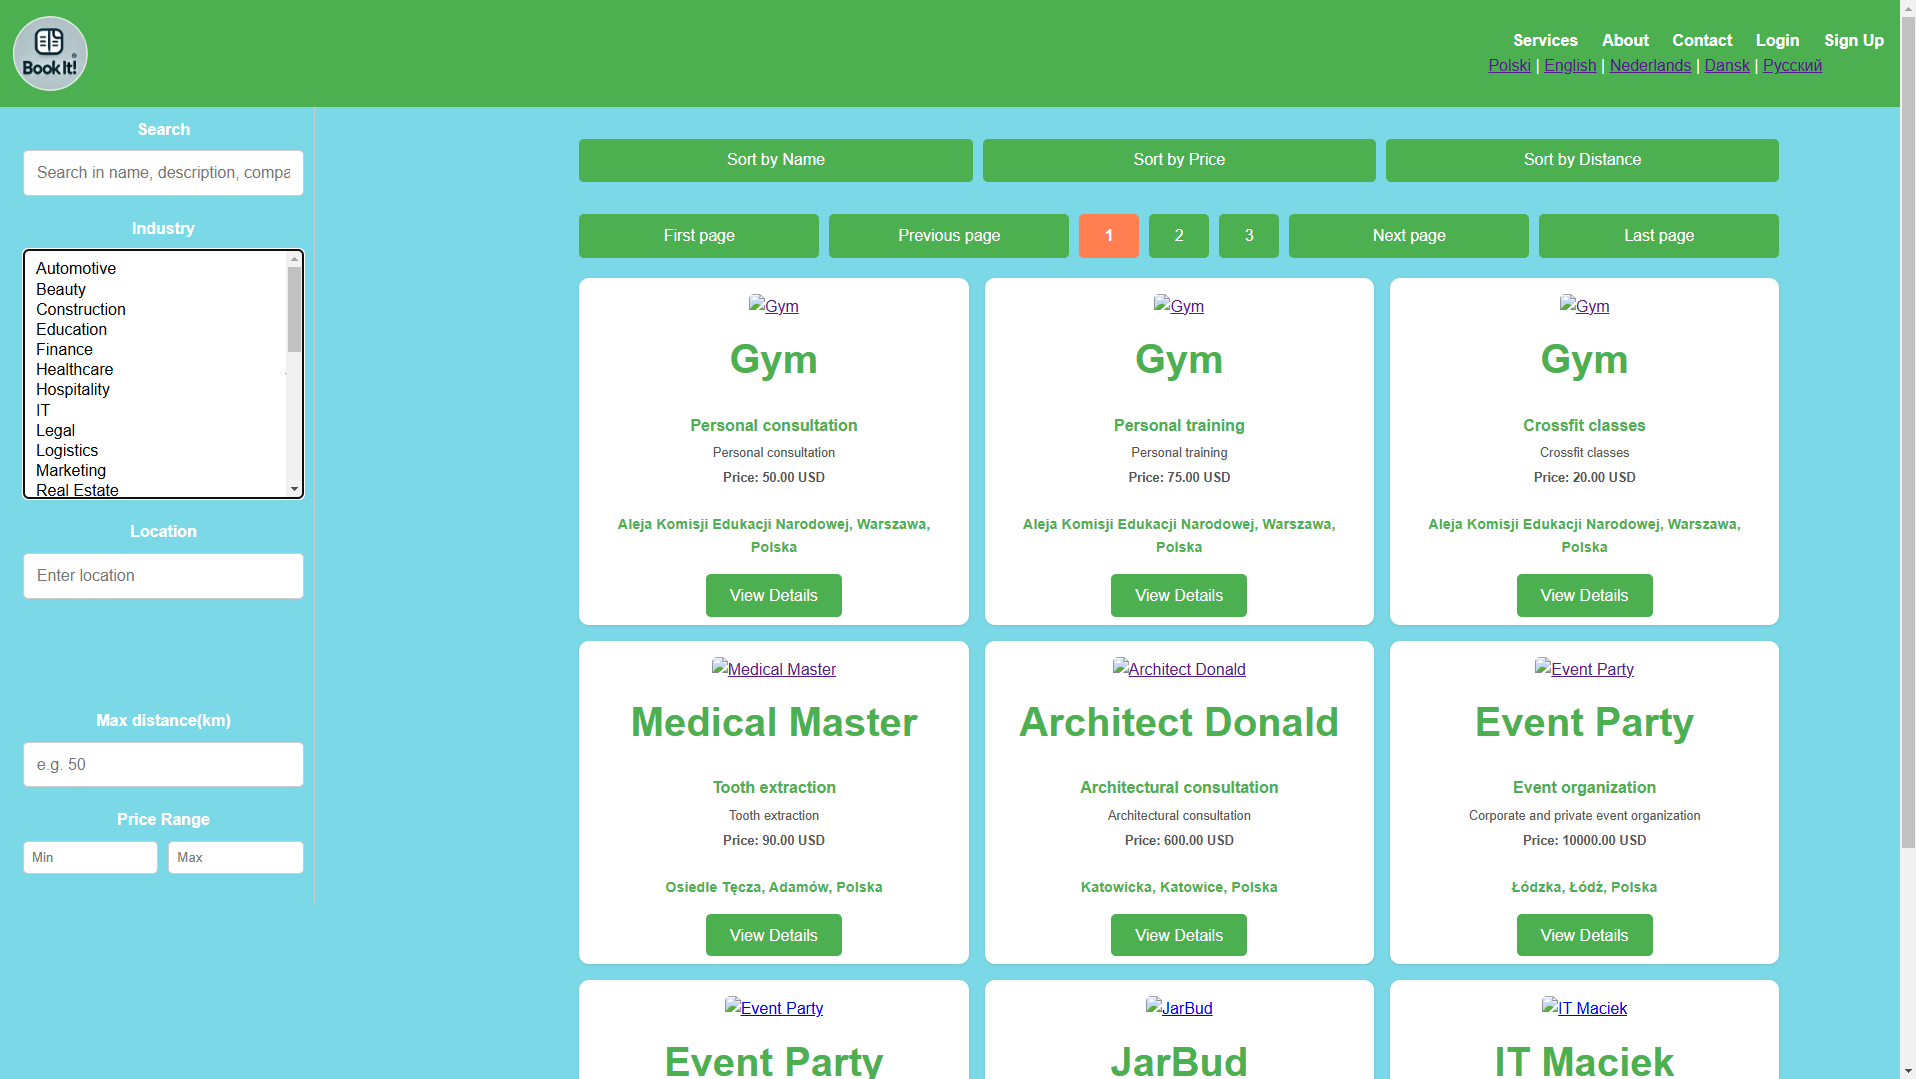 Book It!
Services About Contact Login Sign Up
Polski | English | Nederlands | Dansk | Русский
Search
Search in name, description, compa
Industry
Automotive
Beauty
Construction
Education
Finance
Healthcare
Hospitality
IT
Legal
Logistics
Marketing
Real Estate
Location
Enter location
Max distance(km)
e.g. 50
Price Range
Min Max
Sort by Name Sort by Price Sort by Distance
First page Previous page 1 2 3 Next page Last page
Gym
Gym
Personal consultation
Personal consultation
Price: 50.00 USD
Aleja Komisji Edukacji Narodowej, Warszawa,
Polska
View Details
Gym
Gym
Personal training
Personal training
Price: 75.00 USD
Aleja Komisji Edukacji Narodowej, Warszawa,
Polska
View Details
Gym
Gym
Crossfit classes
Crossfit classes
Price: 20.00 USD
Aleja Komisji Edukacji Narodowej, Warszawa,
Polska
View Details
Medical Master
Medical Master
Tooth extraction
Tooth extraction
Price: 90.00 USD
Osiedle Tęcza, Adamów, Polska
View Details
Architect Donald
Architect Donald
Architectural consultation
Architectural consultation
Price: 600.00 USD
Katowicka, Katowice, Polska
View Details
Event Party
Event Party
Event organization
Corporate and private event organization
Price: 10000.00 USD
Łódzka, Łódź, Polska
View Details
Event Party
Event Party
JarBud
JarBud
IT Maciek
IT Maciek